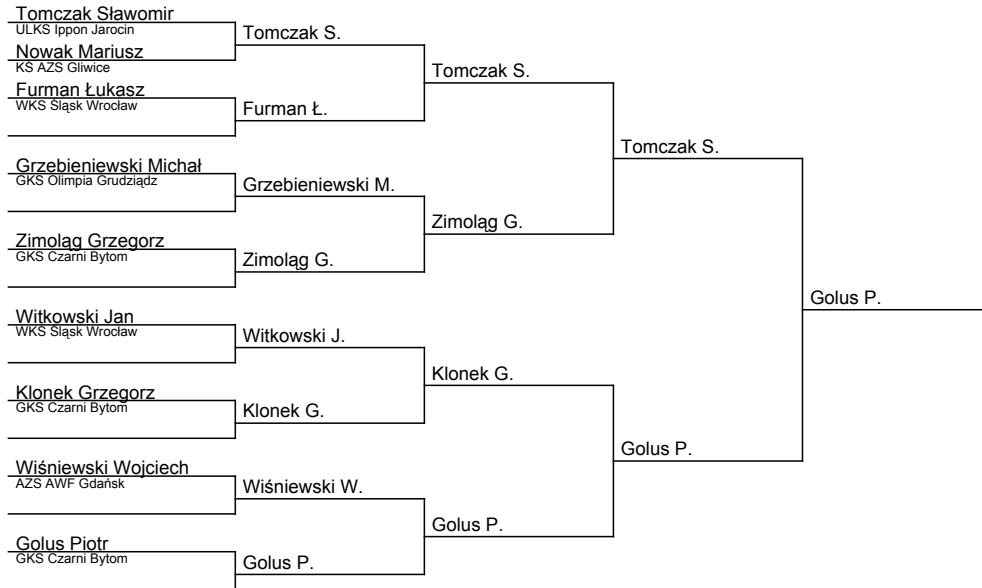 Tomczak Sławomir
ULKS Ippon Jarocin
Tomczak S.
Nowak Mariusz
KŚ AZS Gliwice
Tomczak S.
Furman Łukasz
WKS Śląsk Wrocław
Furman Ł.
Tomczak S.
Grzebieniewski Michał
GKS Olimpia Grudziądz
Grzebieniewski M.
Zimoląg G.
Zimoląg Grzegorz
GKS Czarni Bytom
Zimoląg G.
Golus P.
Witkowski Jan
WKS Śląsk Wrocław
Witkowski J.
Klonek G.
Klonek Grzegorz
GKS Czarni Bytom
Klonek G.
Golus P.
Wiśniewski Wojciech
AZS AWF Gdańsk
Wiśniewski W.
Golus P.
Golus Piotr
GKS Czarni Bytom
Golus P.